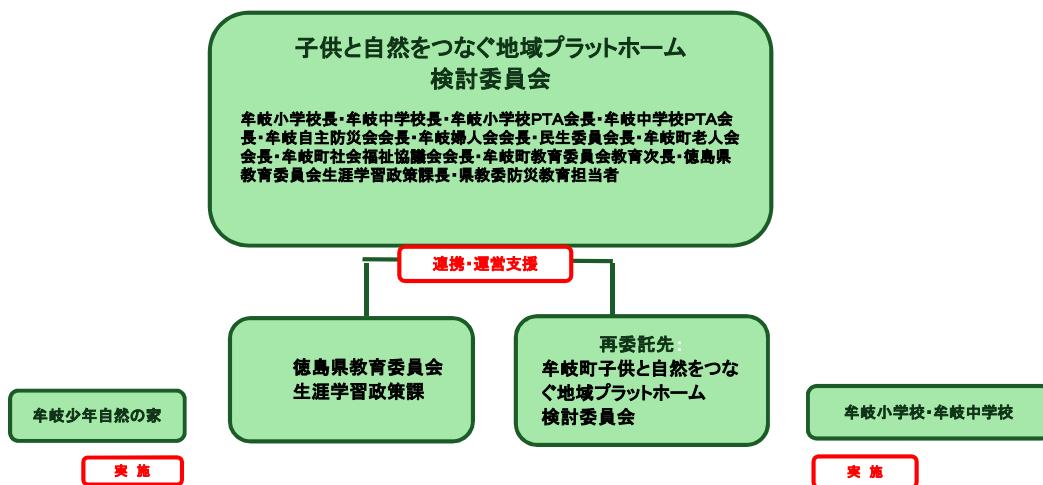 子供と自然をつなぐ地域プラットホーム
検討委員会
牟岐小学校長・牟岐中学校長・牟岐小学校PTA会長・牟岐中学校PTA会
長・牟岐自主防災会会長・牟岐婦人会会長・民生委員会長・牟岐町老人会
会長・牟岐町社会福祉協議会会長・牟岐町教育委員会教育次長・徳島県
教育委員会生涯学習政策課長・県教委防災教育担当者
連携・運営支援
徳島県教育委員会
生涯学習政策課
再委託先:
牟岐町子供と自然をつな
ぐ地域プラットホーム
検討委員会
牟岐少年自然の家
牟岐小学校・牟岐中学校
実 施
実 施